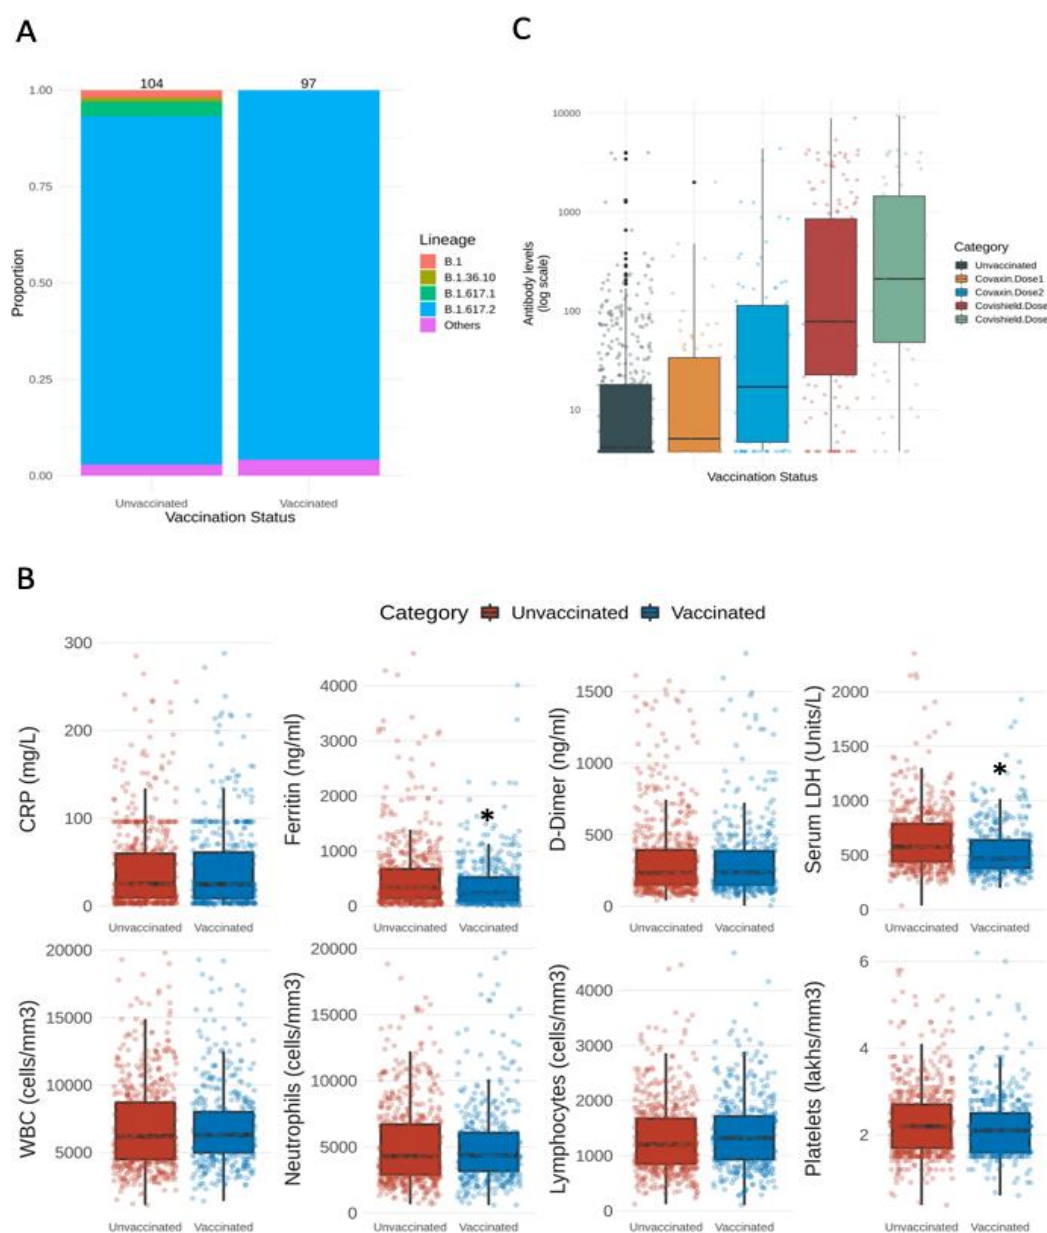 A
104
97
1.00
0.75
0.50
0.25
0.00
Proportion
Unvaccinated
Vaccinated
Vaccination Status
Lineage
B.1
B.1.36.10
B.1.617.1
B.1.617.2
Others
C
10000
1000
100
10
Antibody levels
(log scale)
Vaccination Status
Category
Unvaccinated
Covaxin.Dose1
Covaxin.Dose2
Covishield.Dose
Covishield.Dose
B
Category Unvaccinated Vaccinated
CRP (mg/L)
300
200
100
0
Unvaccinated Vaccinated
Ferritin (ng/ml)
4000
3000
2000
1000
0
*
Unvaccinated Vaccinated
D-Dimer (ng/ml)
1500
1000
500
0
Unvaccinated Vaccinated
Serum LDH (Units/L)
2000
1500
1000
500
0
*
Unvaccinated Vaccinated
WBC (cells/mm3)
20000
15000
10000
5000
Unvaccinated Vaccinated
Neutrophils (cells/mm3)
20000
15000
10000
5000
0
Unvaccinated Vaccinated
Lymphocytes (cells/mm3)
4000
3000
2000
1000
0
Unvaccinated Vaccinated
Platelets (lakhs/mm3)
6
4
2
Unvaccinated Vaccinated